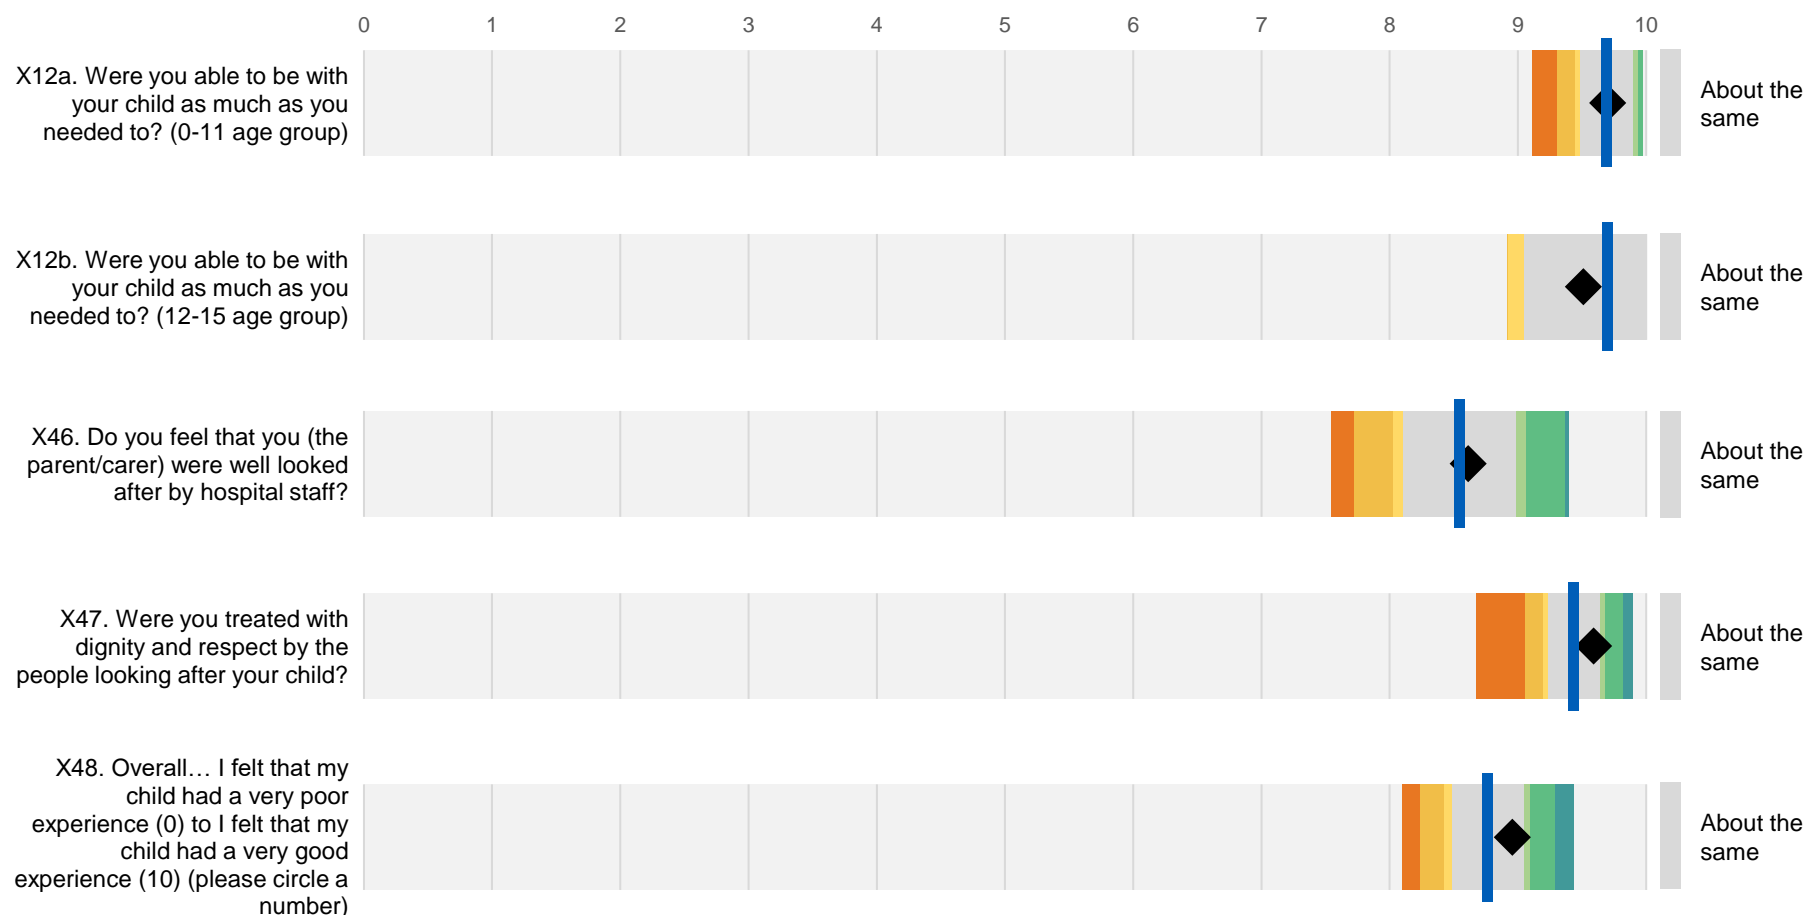 0 1 2 3 4 5 6 7 8 9 10
X12a. Were you able to be with
your child as much as you
needed to? (0-11 age group)
About the
same
X12b. Were you able to be with
your child as much as you
needed to? (12-15 age group)
About the
same
X46. Do you feel that you (the
parent/carer) were well looked
after by hospital staff?
About the
same
X47. Were you treated with
dignity and respect by the
people looking after your child?
About the
same
X48. Overall… I felt that my
child had a very poor
experience (0) to I felt that my
child had a very good
experience (10) (please circle a
number)
About the
same